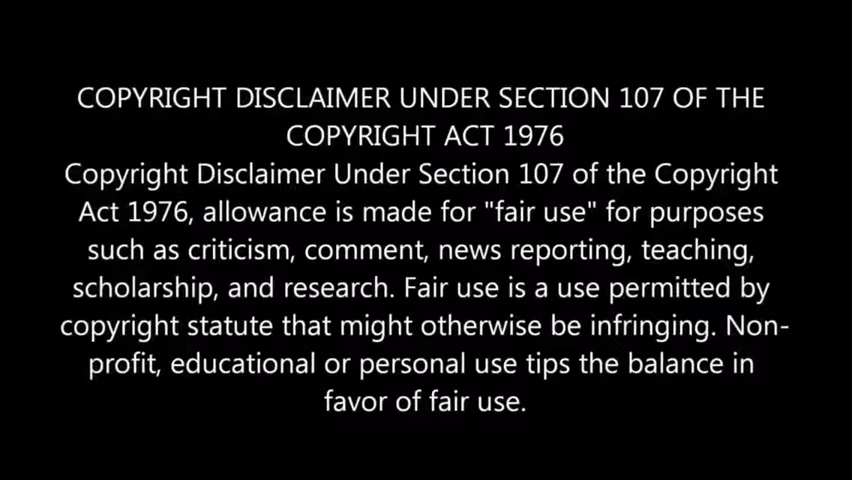 COPYRIGHT DISCLAIMER UNDER SECTION 107 OF THE
COPYRIGHT ACT 1976
Copyright Disclaimer Under Section 107 of the Copyright
Act 1976, allowance is made for "fair use" for purposes
such as criticism, comment, news reporting, teaching,
scholarship, and research. Fair use is a use permitted by
copyright statute that might otherwise be infringing. Non-
profit, educational or personal use tips the balance in
favor of fair use.